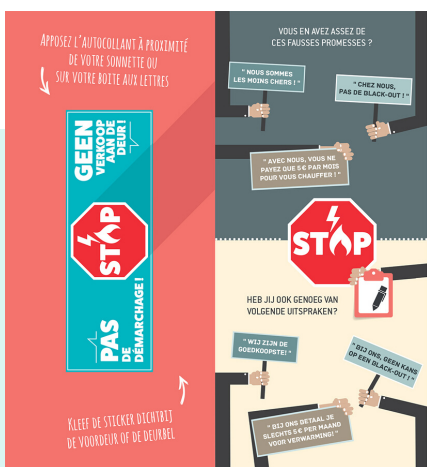 APPOSEZ L'AUTOCOLLANT À PROXIMITÉ
DE VOTRE SONNETTE OU
SUR VOTRE BOITE AUX LETTRES
GEEN
VERKOOP
AAN DE
DEUR!
STOP
PAS
DE
DÉMARCHAGE!
KLEEF DE STICKER DICHTBIJ
DE VOORDEUR OF DE DEURBEL
VOUS EN AVEZ ASSEZ DE
CES FAUSSES PROMESSES ?
" NOUS SOMMES
LES MOINS CHERS ! "
" CHEZ NOUS,
PAS DE BLACK-OUT ! "
" AVEC NOUS, VOUS NE
PAYEZ QUE 5 € PAR MOIS
POUR VOUS CHAUFFER ! "
STOP
HEB JIJ OOK GENOEG VAN
VOLGENDE UITSPRAKEN?
" WIJ ZIJN DE
GOEDKOOPSTE! "
" BIJ ONS, GEEN KANS
OP EEN BLACK-OUT ! "
" BIJ ONS BETAAL JE
SLECHTS 5 € PER MAAND
VOOR VERWARMING! "